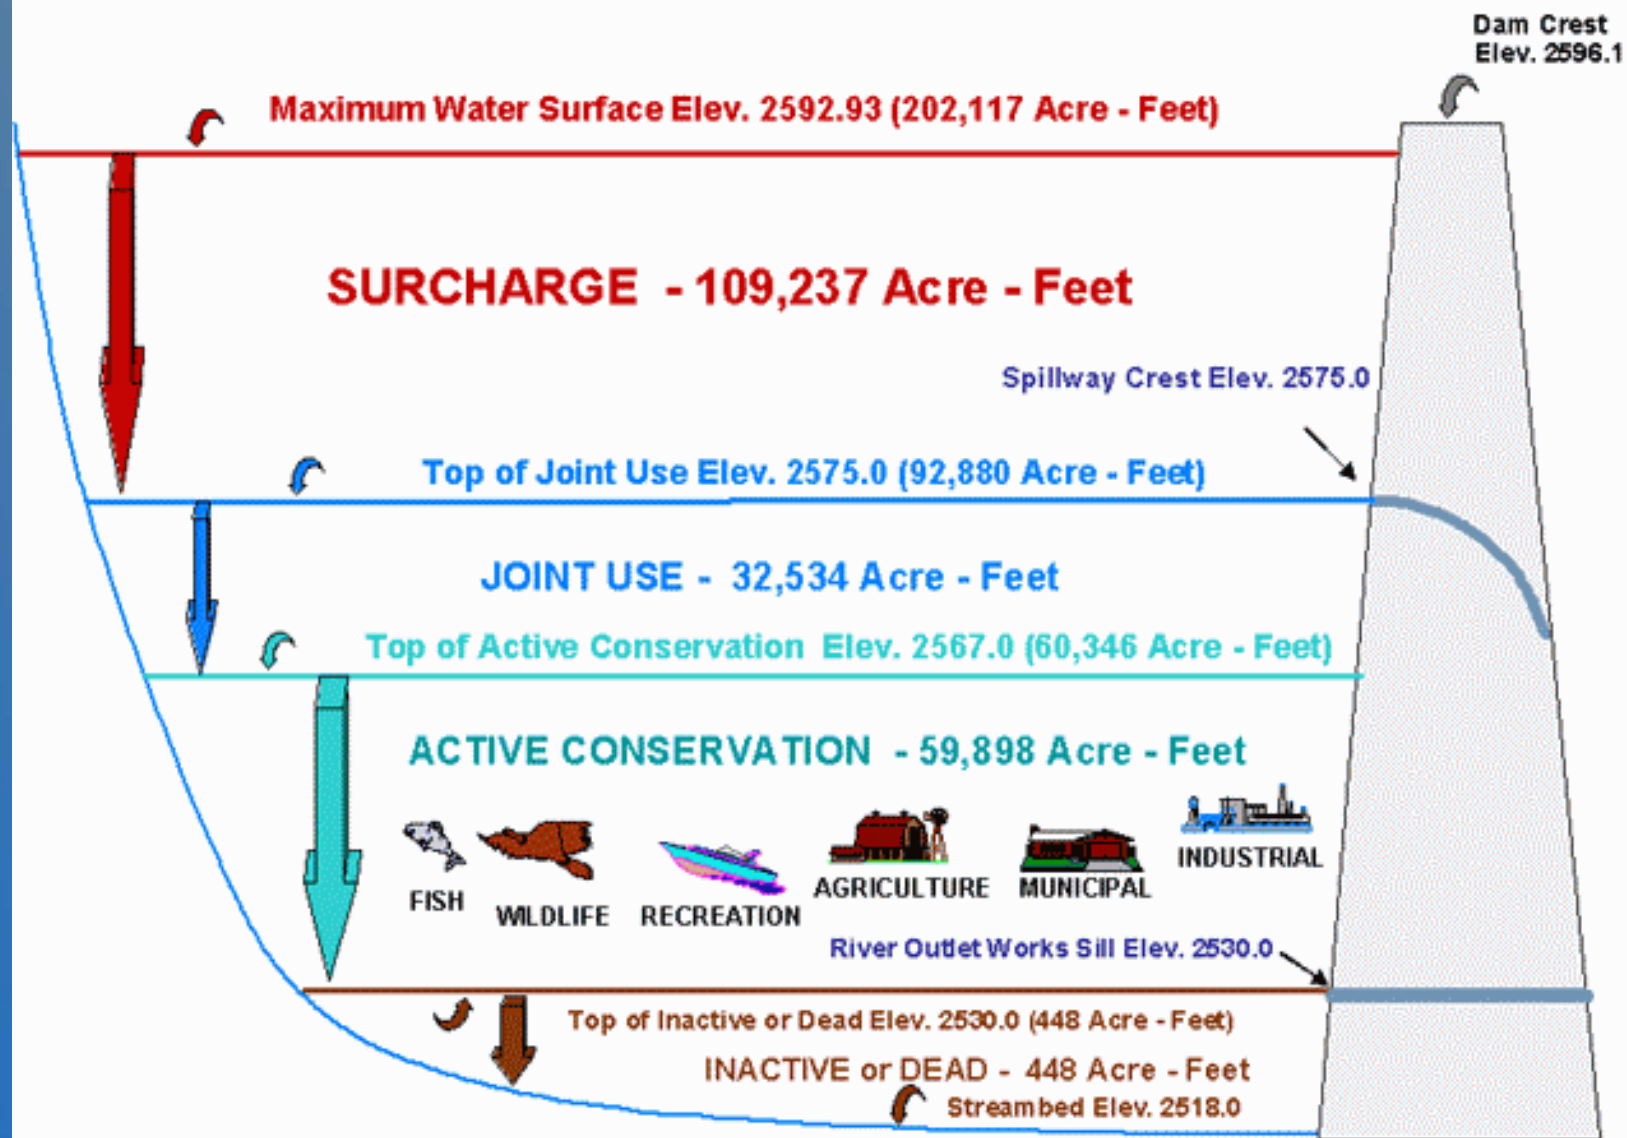 Dam Crest
Elev. 2596.1
Maximum Water Surface Elev. 2592.93 (202,117 Acre - Feet)
SURCHARGE - 109,237 Acre - Feet
Spillway Crest Elev. 2575.0
Top of Joint Use Elev. 2575.0 (92,880 Acre - Feet)
JOINT USE - 32,534 Acre - Feet
Top of Active Conservation Elev. 2567.0 (60,346 Acre - Feet)
ACTIVE CONSERVATION - 59,898 Acre - Feet
FISH
WILDLIFE
RECREATION
AGRICULTURE
MUNICIPAL
INDUSTRIAL
River Outlet Works Sill Elev. 2530.0
Top of Inactive or Dead Elev. 2530.0 (448 Acre - Feet)
INACTIVE or DEAD - 448 Acre - Feet
Streambed Elev. 2518.0